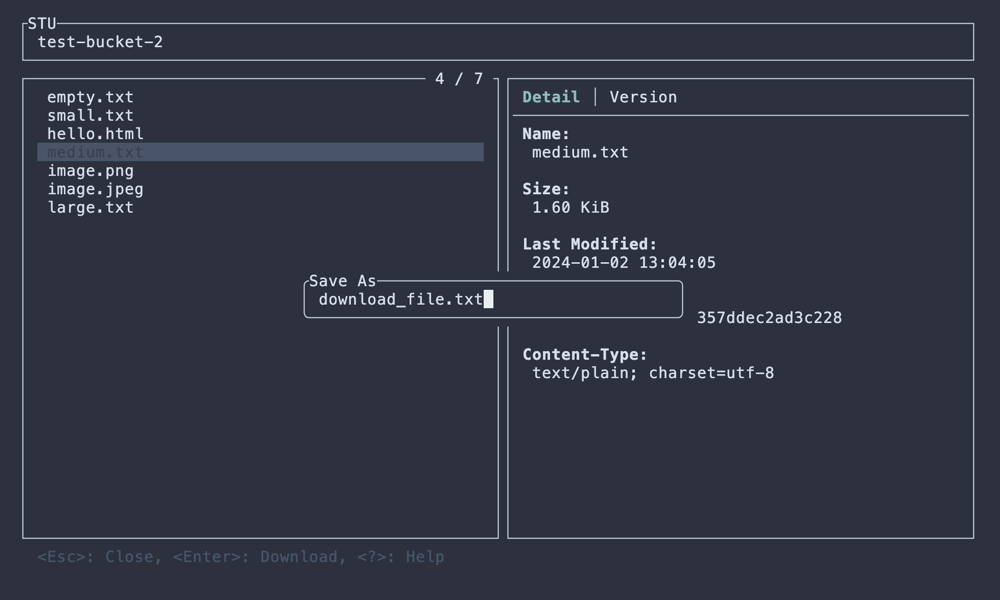 STU
test-bucket-2
4 / 7
empty.txt
small.txt
hello.html
medium.txt
image.png
image.jpeg
large.txt
Detail │ Version
Name:
medium.txt
Size:
1.60 KiB
Last Modified:
2024-01-02 13:04:05
Save As
download_file.txt
357ddec2ad3c228
Content-Type:
text/plain; charset=utf-8
<Esc>: Close, <Enter>: Download, <?>: Help